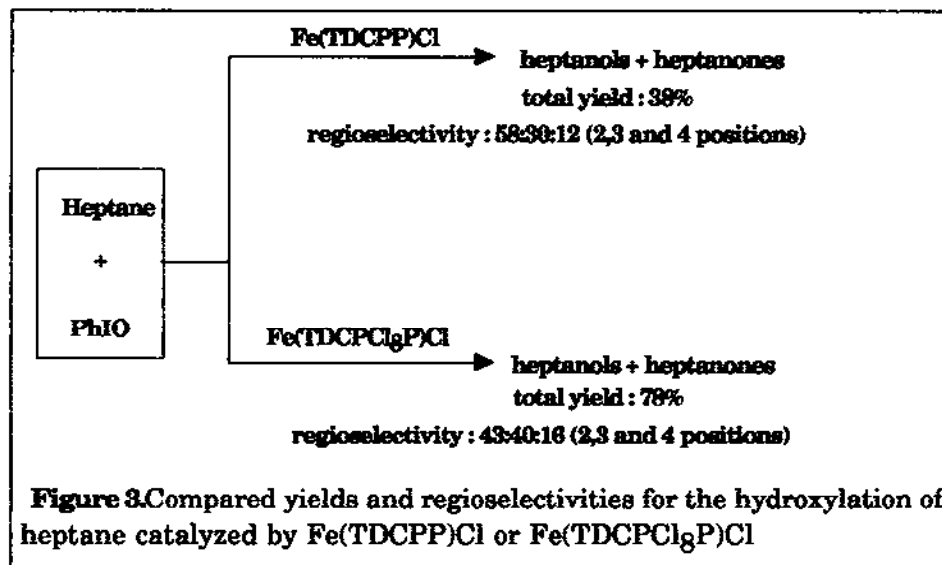 Fe(TDCPP)Cl
heptanols + heptanones
total yield : 38%
regioselectivity : 58:30:12 (2,3 and 4 positions)
Heptane
+
PhIO
Fe(TDCPCl8P)Cl
heptanols + heptanones
total yield : 78%
regioselectivity : 43:40:16 (2,3 and 4 positions)
Figure 3.Compared yields and regioselectivities for the hydroxylation of
heptane catalyzed by Fe(TDCPP)Cl or Fe(TDCPCl8P)Cl